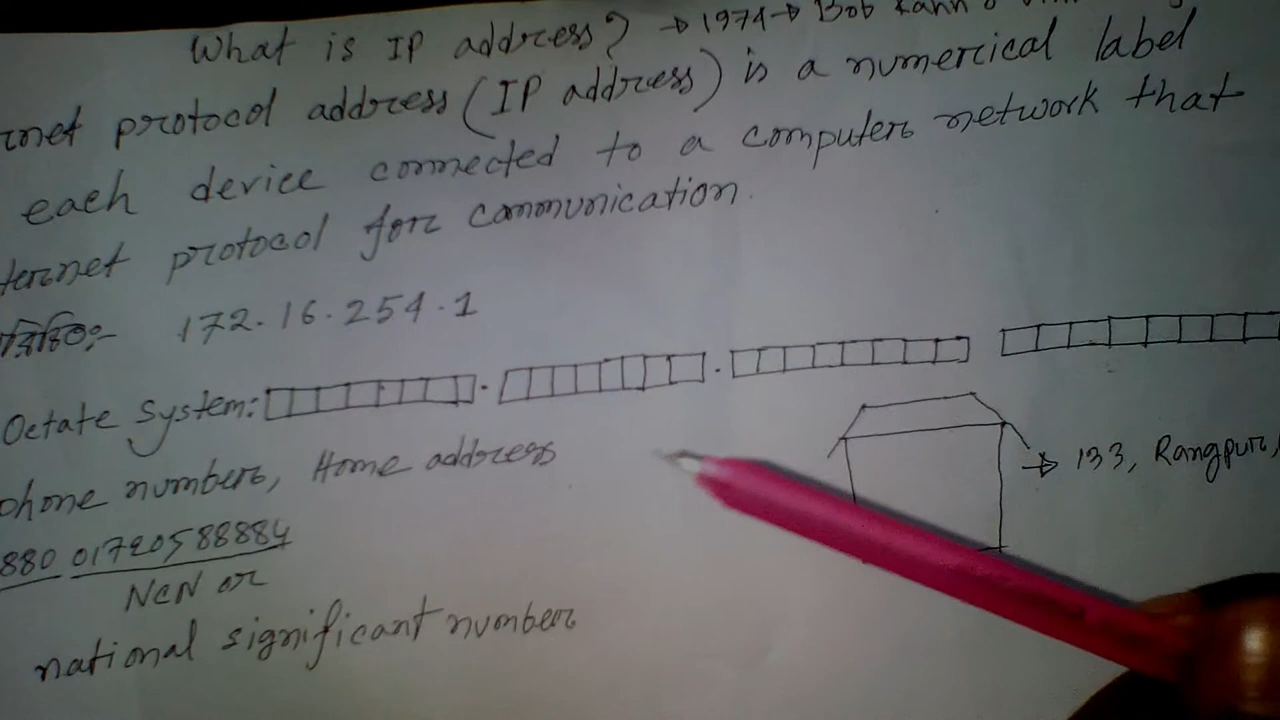 What is IP address? → 1974 → Bob Kahn &
rnet protocol address (IP address) is a numerical label
each device connected to a computer network that
ternet protocol for communication.
172.16.254.1
Octate System:
phone number, Home address
→ 133, Rangpur,
880 01720588884
NCN or
national significant number